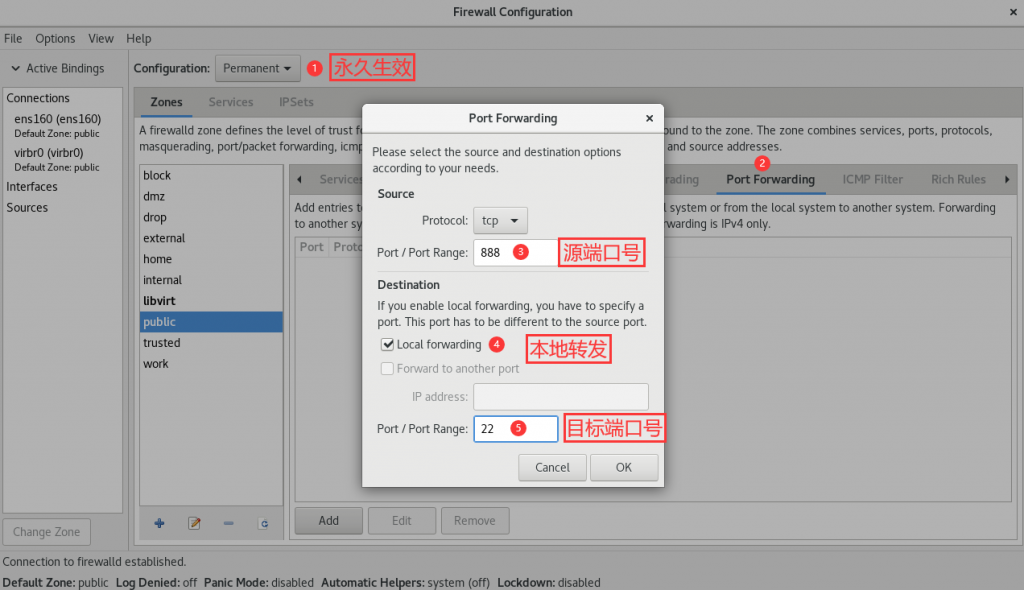 Firewall Configuration
File Options View Help
Active Bindings
Configuration: Permanent 1 永久生效
Connections
ens160 (ens160)
Default Zone: public
virbr0 (virbr0)
Default Zone: public
Interfaces
Sources
Change Zone
Zones Services IPSets
A firewalld zone defines the level of trust f
ound to the zone. The zone combines services, ports, protocols,
masquerading, port/packet forwarding, icmp
and source addresses.
block
dmz
drop
external
home
internal
libvirt
public
trusted
work
2
Services
rading Port Forwarding ICMP Filter Rich Rules
Add entries t
l system or from the local system to another system. Forwarding
to another sy
rwarding is IPv4 only.
Port Proto
Port Forwarding
Please select the source and destination options
according to your needs.
Source
Protocol: tcp
Port / Port Range: 888 3 源端口号
Destination
If you enable local forwarding, you have to specify a
port. This port has to be different to the source port.
Local forwarding 4 本地转发
Forward to another port
IP address:
Port / Port Range: 22 5 目标端口号
Cancel OK
Add Edit Remove
Connection to firewalld established.
Default Zone: public Log Denied: off Panic Mode: disabled Automatic Helpers: system (off) Lockdown: disabled